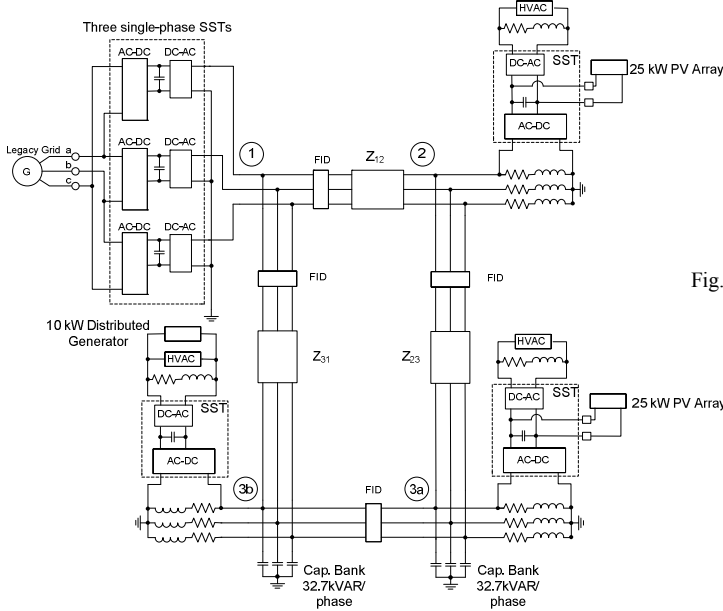 Three single-phase SSTs
AC-DC
DC-AC
Legacy Grid
a
b
c
G
AC-DC
DC-AC
AC-DC
DC-AC
1
FID
Z12
2
HVAC
DC-AC
SST
25 kW PV Array
AC-DC
FID
Z31
FID
Z23
Fig.
10 kW Distributed
Generator
HVAC
DC-AC
SST
AC-DC
HVAC
DC-AC
SST
25 kW PV Array
AC-DC
3b
FID
3a
Cap. Bank
32.7kVAR/
phase
Cap. Bank
32.7kVAR/
phase